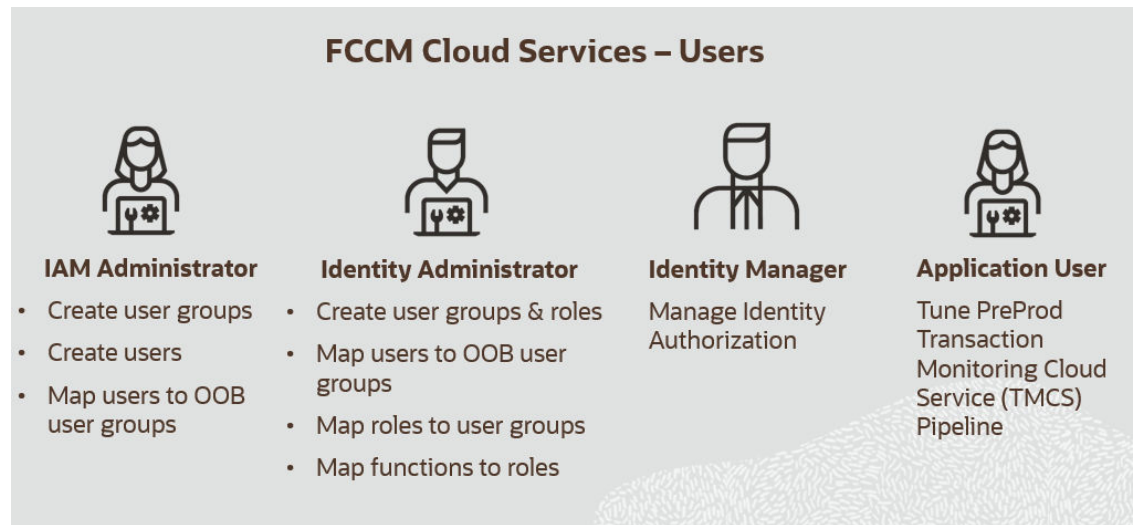 FCCM Cloud Services – Users
IAM Administrator
• Create user groups
• Create users
• Map users to OOB
user groups
Identity Administrator
• Create user groups & roles
• Map users to OOB user
groups
• Map roles to user groups
• Map functions to roles
Identity Manager
Manage Identity
Authorization
Application User
Tune PreProd
Transaction
Monitoring Cloud
Service (TMCS)
Pipeline